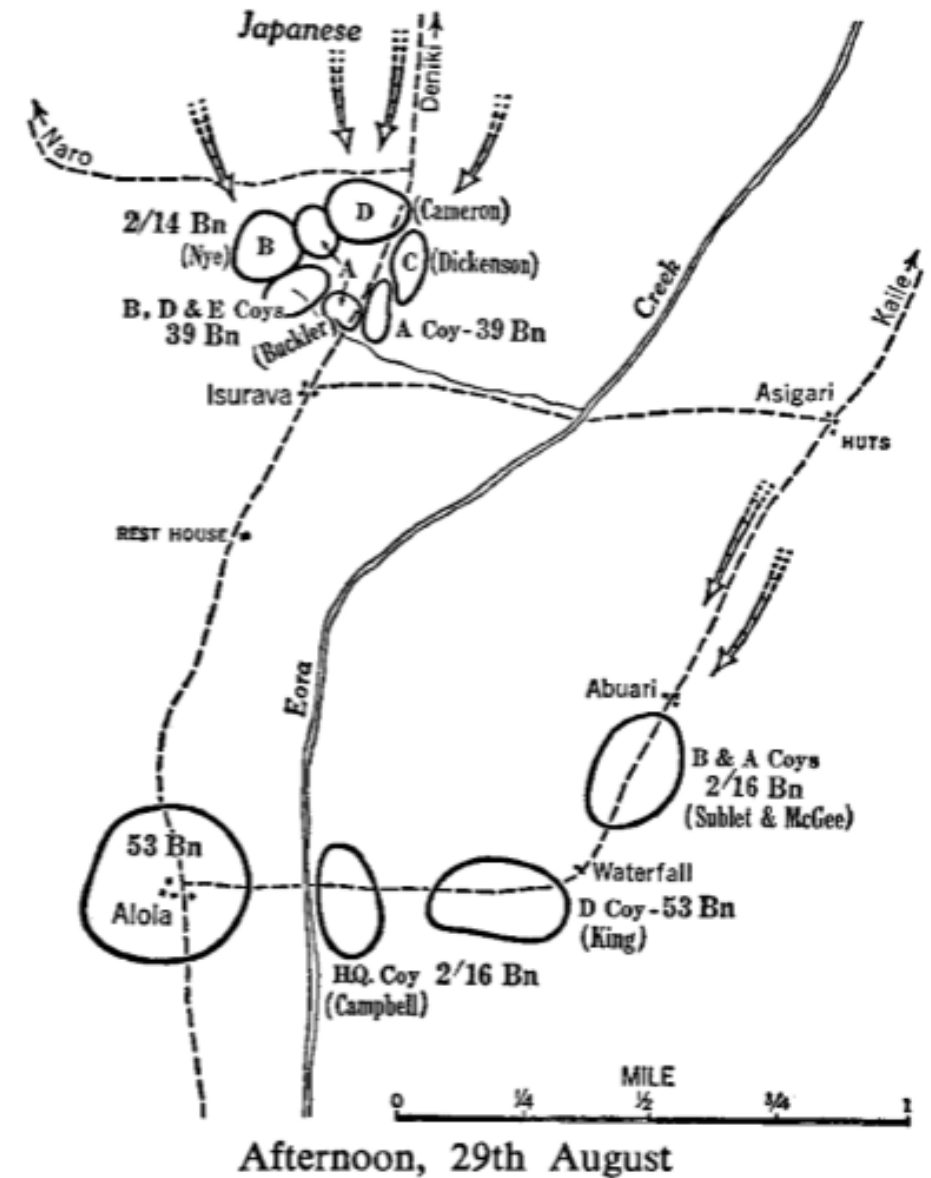 Japanese
Deniki
Naro
2/14 Bn
(Nye)
B
D
(Cameron)
A
C
(Dickenson)
B, D & E Coys
39 Bn
(Buckler)
A Coy-39 Bn
Creek
Kaile
Isurava
Asigari
HUTS
REST HOUSE
Eora
Abuari
B & A Coys
2/16 Bn
(Sublet & McGee)
53 Bn
Alola
Waterfall
D Coy-53 Bn
(King)
H.Q. Coy 2/16 Bn
(Campbell)
MILE
0 1/4 1/2 3/4 1
Afternoon, 29th August